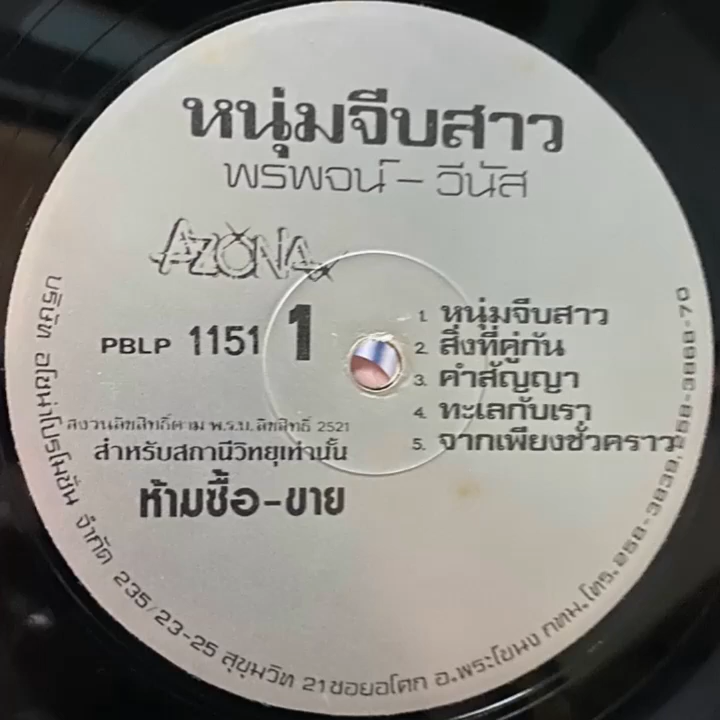 หนุ่มจีบสาว
พรพจน์ - วีนัส
AZONA
PBLP 1151 1
1. หนุ่มจีบสาว
2. สิ่งที่คู่กัน
3. คำสัญญา
4. ทะเลกับเรา
5. จากเพียงชั่วคราว
สงวนลิขสิทธิ์ตาม พ.ร.บ. ลิขสิทธิ์ 2521
สำหรับสถานีวิทยุเท่านั้น
ห้ามซื้อ-ขาย
บริษัท อโซน่าโปรโมชั่น จำกัด 235/23-25 สุขุมวิท 21 ซอยอโศก อ.พระโขนง กทม. โทร. 258-3839, 258-3868-70